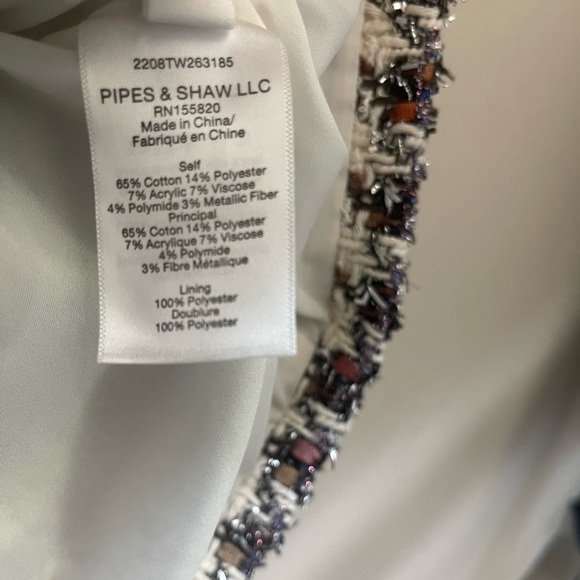 2208TW263185
PIPES & SHAW LLC
RN155820
Made in China/
Fabriqué en Chine
Self
65% Cotton 14% Polyester
7% Acrylic 7% Viscose
4% Polymide 3% Metallic Fiber
Principal
65% Coton 14% Polyester
7% Acrylique 7% Viscose
4% Polymide
3% Fibre Métallique
Lining
100% Polyester
Doublure
100% Polyester